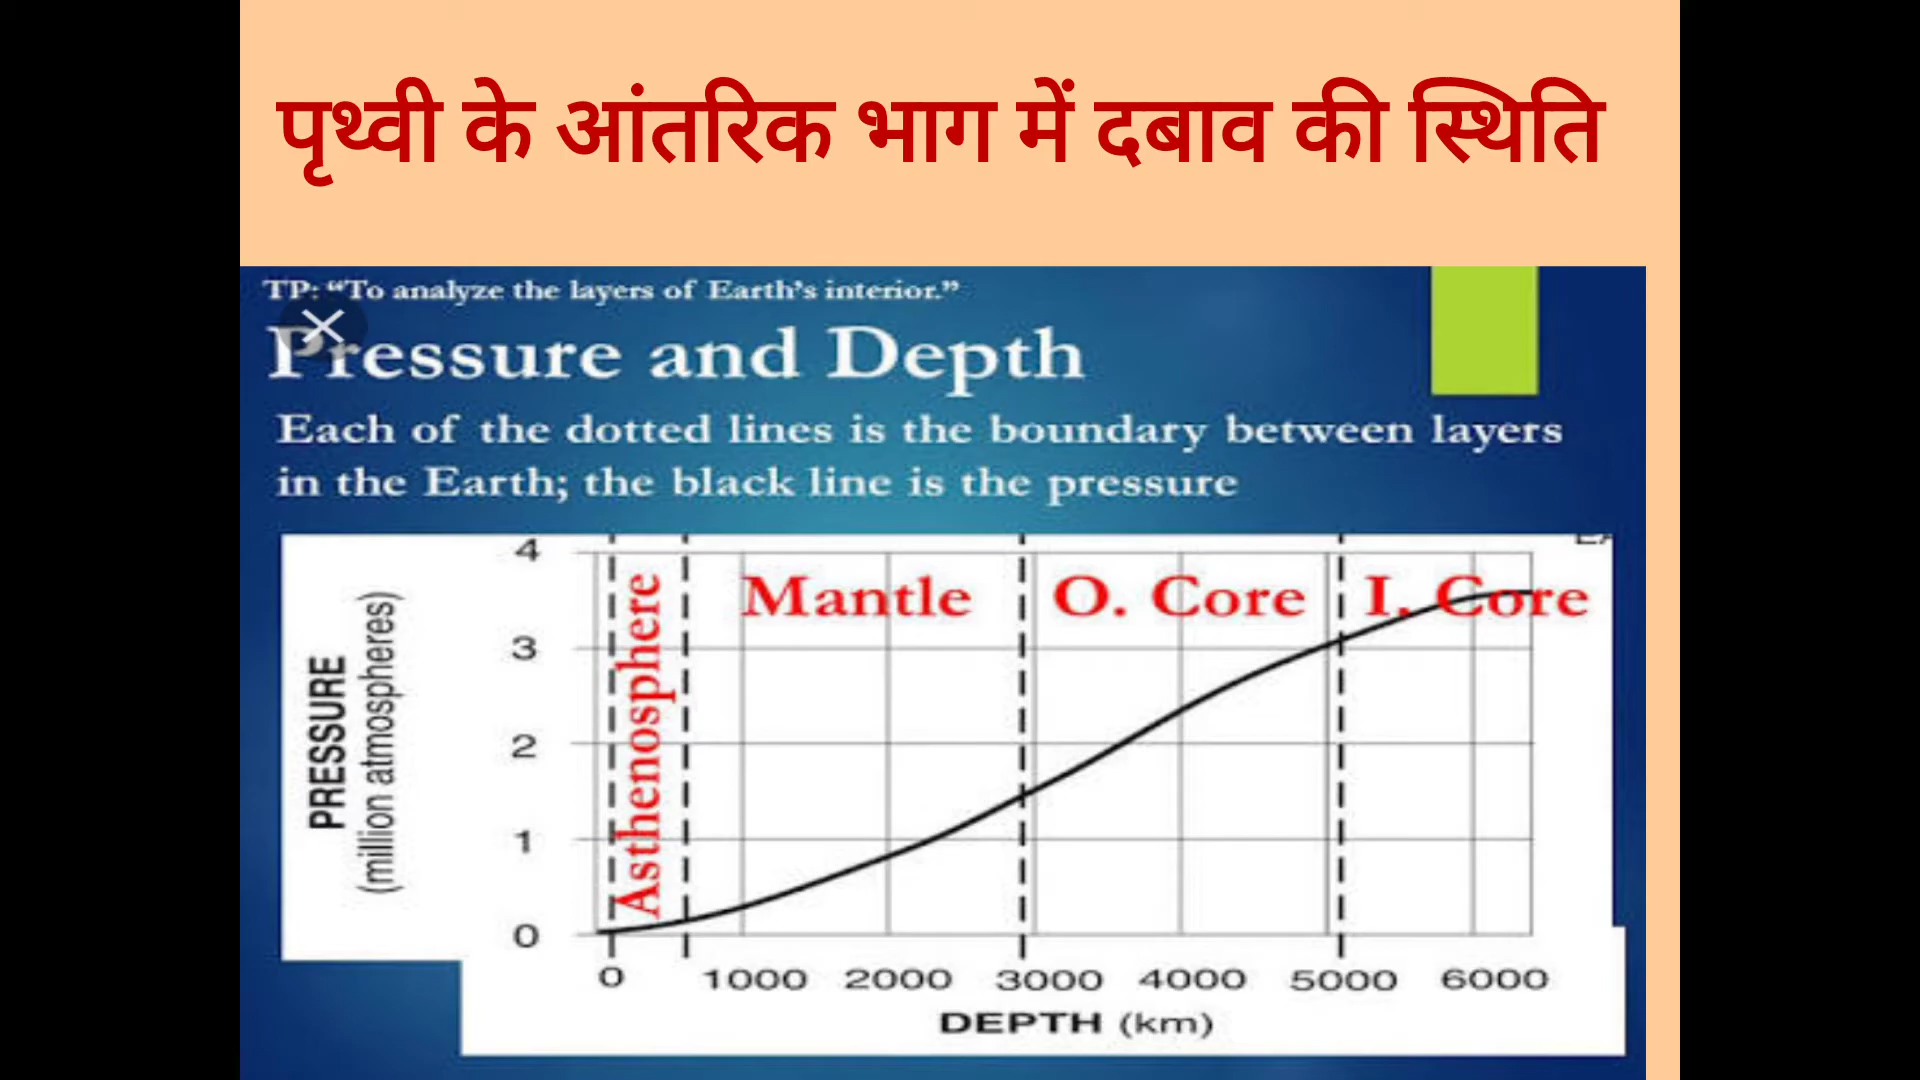 पृथ्वी के आंतरिक भाग में दबाव की स्थिति
TP: “To analyze the layers of Earth’s interior.”
Pressure and Depth
Each of the dotted lines is the boundary between layers
in the Earth; the black line is the pressure
PRESSURE
(million atmospheres)
4
3
2
1
0
Asthenosphere
Mantle
O. Core
I. Core
0 1000 2000 3000 4000 5000 6000
DEPTH (km)